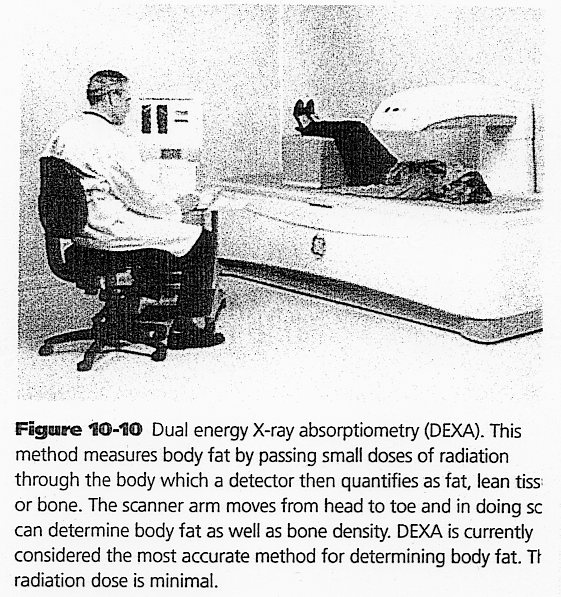 Figure 10-10 Dual energy X-ray absorptiometry (DEXA). This
method measures body fat by passing small doses of radiation
through the body which a detector then quantifies as fat, lean tiss
or bone. The scanner arm moves from head to toe and in doing so
can determine body fat as well as bone density. DEXA is currently
considered the most accurate method for determining body fat. Th
radiation dose is minimal.